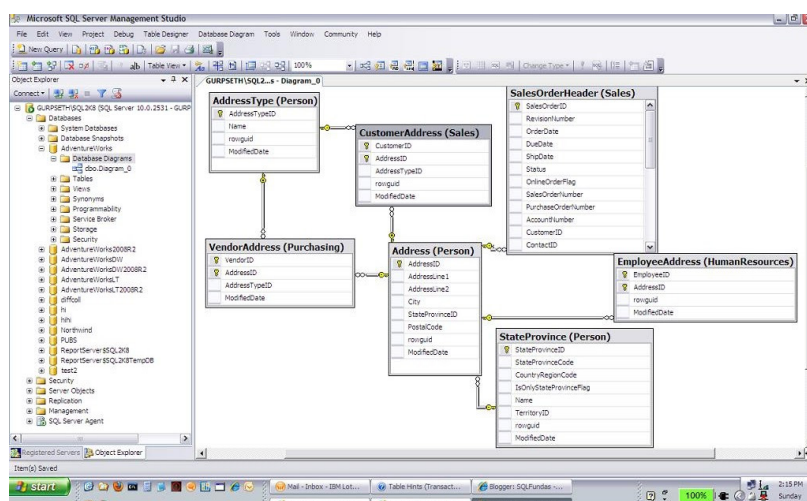 Microsoft SQL Server Management Studio
File Edit View Project Debug Table Designer Database Diagram Tools Window Community Help
New Query
Table View 100% Change Type
Object Explorer
GURPSETH\SQL2...s - Diagram_0
Connect
GURPSETH\SQL2K8 (SQL Server 10.0.2531 - GURP
Databases
System Databases
Database Snapshots
AdventureWorks
Database Diagrams
dbo.Diagram_0
Tables
Views
Synonyms
Programmability
Service Broker
Storage
Security
AdventureWorks2008R2
AdventureWorksDW
AdventureWorksDW2008R2
AdventureWorksLT
AdventureWorksLT2008R2
diffcoll
hi
hihi
Northwind
PUBS
ReportServer$SQL2K8
ReportServer$SQL2K8TempDB
test2
Security
Server Objects
Replication
Management
SQL Server Agent
Registered Servers Object Explorer
AddressType (Person)
AddressTypeID
Name
rowguid
ModifiedDate
CustomerAddress (Sales)
CustomerID
AddressID
AddressTypeID
rowguid
ModifiedDate
SalesOrderHeader (Sales)
SalesOrderID
RevisionNumber
OrderDate
DueDate
ShipDate
Status
OnlineOrderFlag
SalesOrderNumber
PurchaseOrderNumber
AccountNumber
CustomerID
ContactID
VendorAddress (Purchasing)
VendorID
AddressID
AddressTypeID
ModifiedDate
Address (Person)
AddressID
AddressLine1
AddressLine2
City
StateProvinceID
PostalCode
rowguid
ModifiedDate
EmployeeAddress (HumanResources)
EmployeeID
AddressID
rowguid
ModifiedDate
StateProvince (Person)
StateProvinceID
StateProvinceCode
CountryRegionCode
IsOnlyStateProvinceFlag
Name
TerritoryID
rowguid
ModifiedDate
Item(s) Saved
start
Mail - Inbox - IBM Lot...
Table Hints (Transact...
Blogger: SQLFundas -...
100%
2:15 PM
Sunday